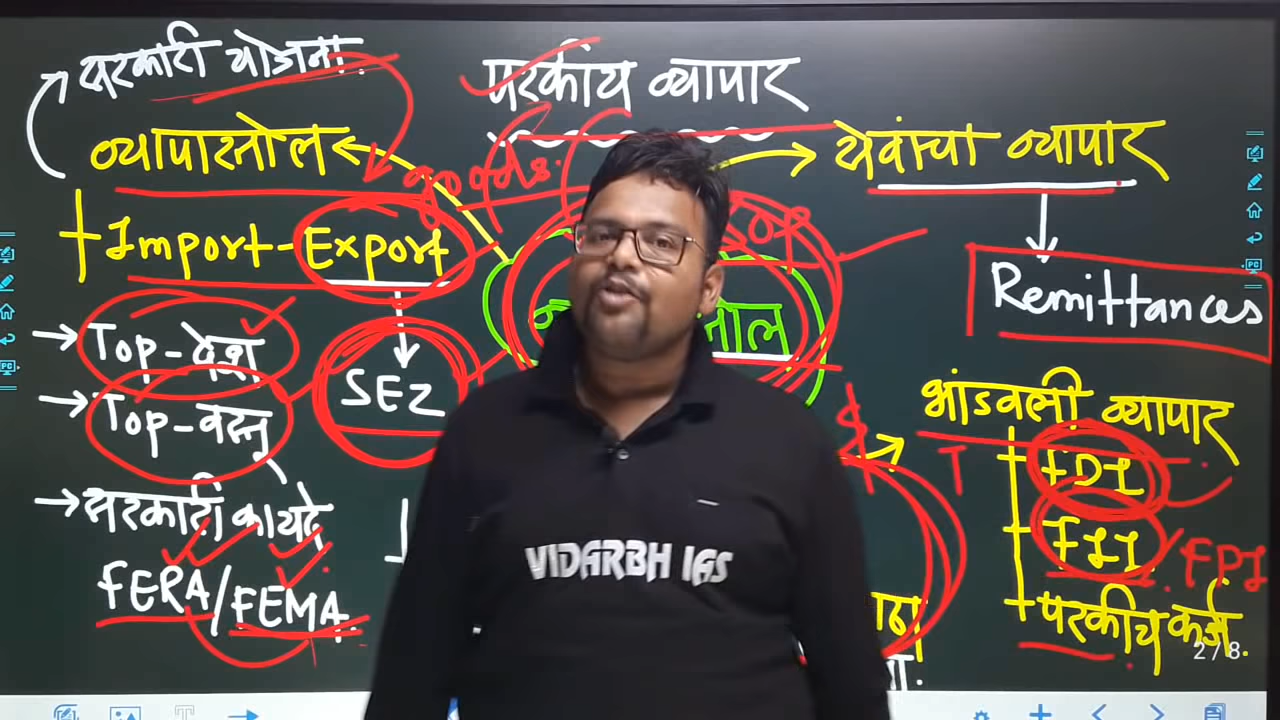 सरकारी योजना
परकीय व्यापार
व्यापारतोल
सेवांचा व्यापार
goods
Import - Export
Remittances
Top - देश
SEZ
ताल
Top - वस्तू
भांडवली व्यापार
FDI
सरकारी कायदे
FII / FPI
FERA/FEMA
परकीय कर्ज
VIDARBH IAS
2 / 8